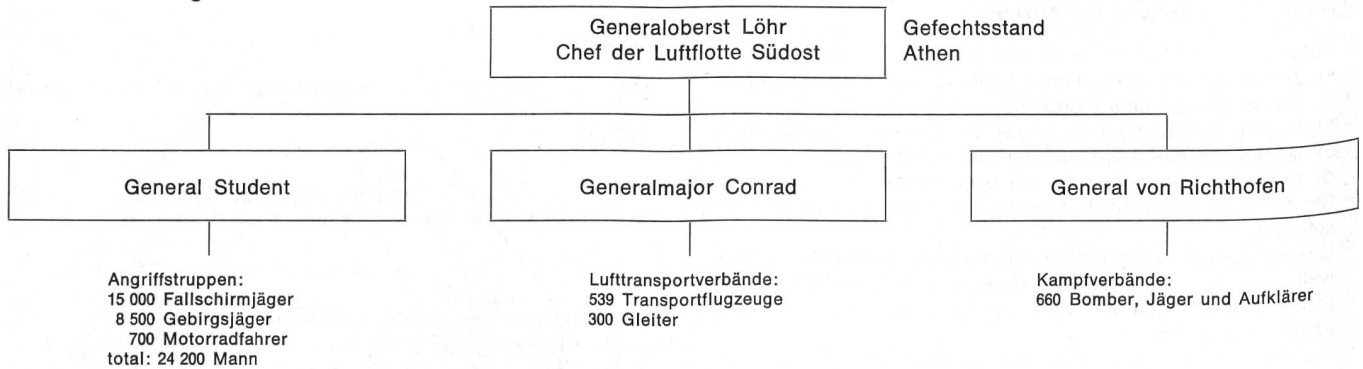 Generaloberst Löhr
Chef der Luftflotte Südost
Gefechtsstand
Athen
General Student
Generalmajor Conrad
General von Richthofen
Angriffstruppen:
15 000 Fallschirmjäger
8 500 Gebirgsjäger
700 Motorradfahrer
total: 24 200 Mann
Lufttransportverbände:
539 Transportflugzeuge
300 Gleiter
Kampfverbände:
660 Bomber, Jäger und Aufklärer